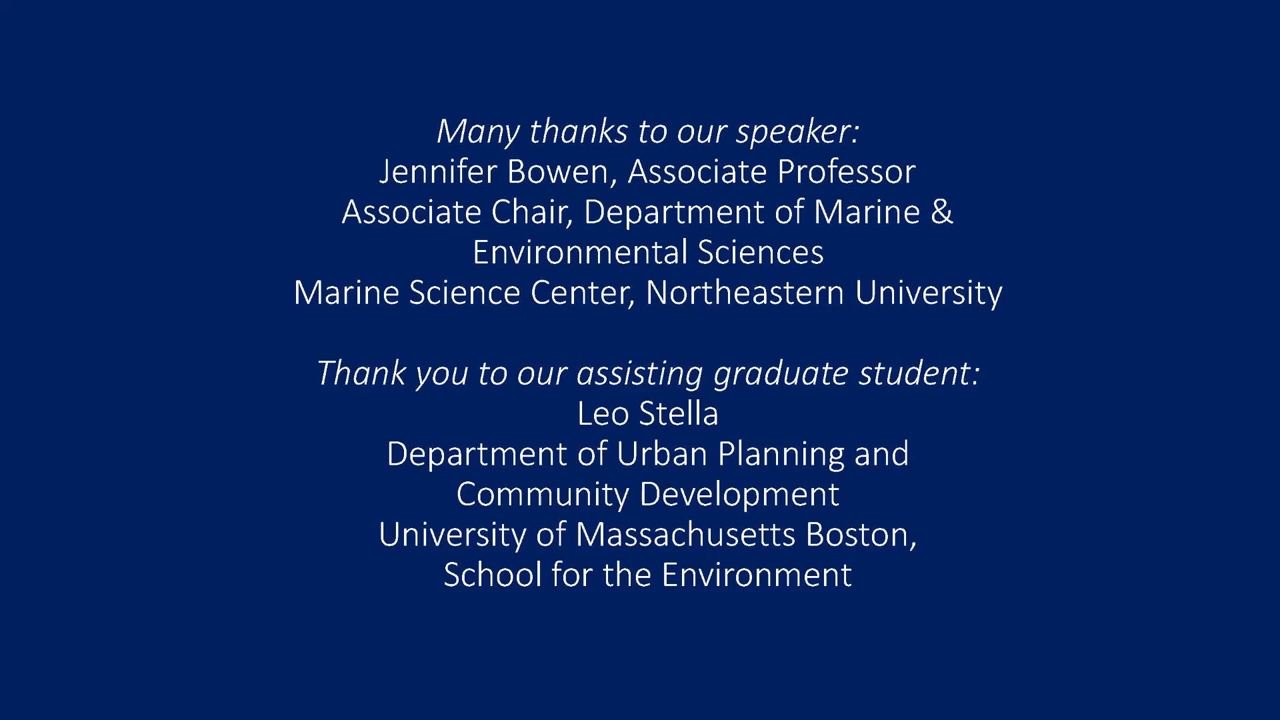 Many thanks to our speaker:
Jennifer Bowen, Associate Professor
Associate Chair, Department of Marine &
Environmental Sciences
Marine Science Center, Northeastern University
Thank you to our assisting graduate student:
Leo Stella
Department of Urban Planning and
Community Development
University of Massachusetts Boston,
School for the Environment